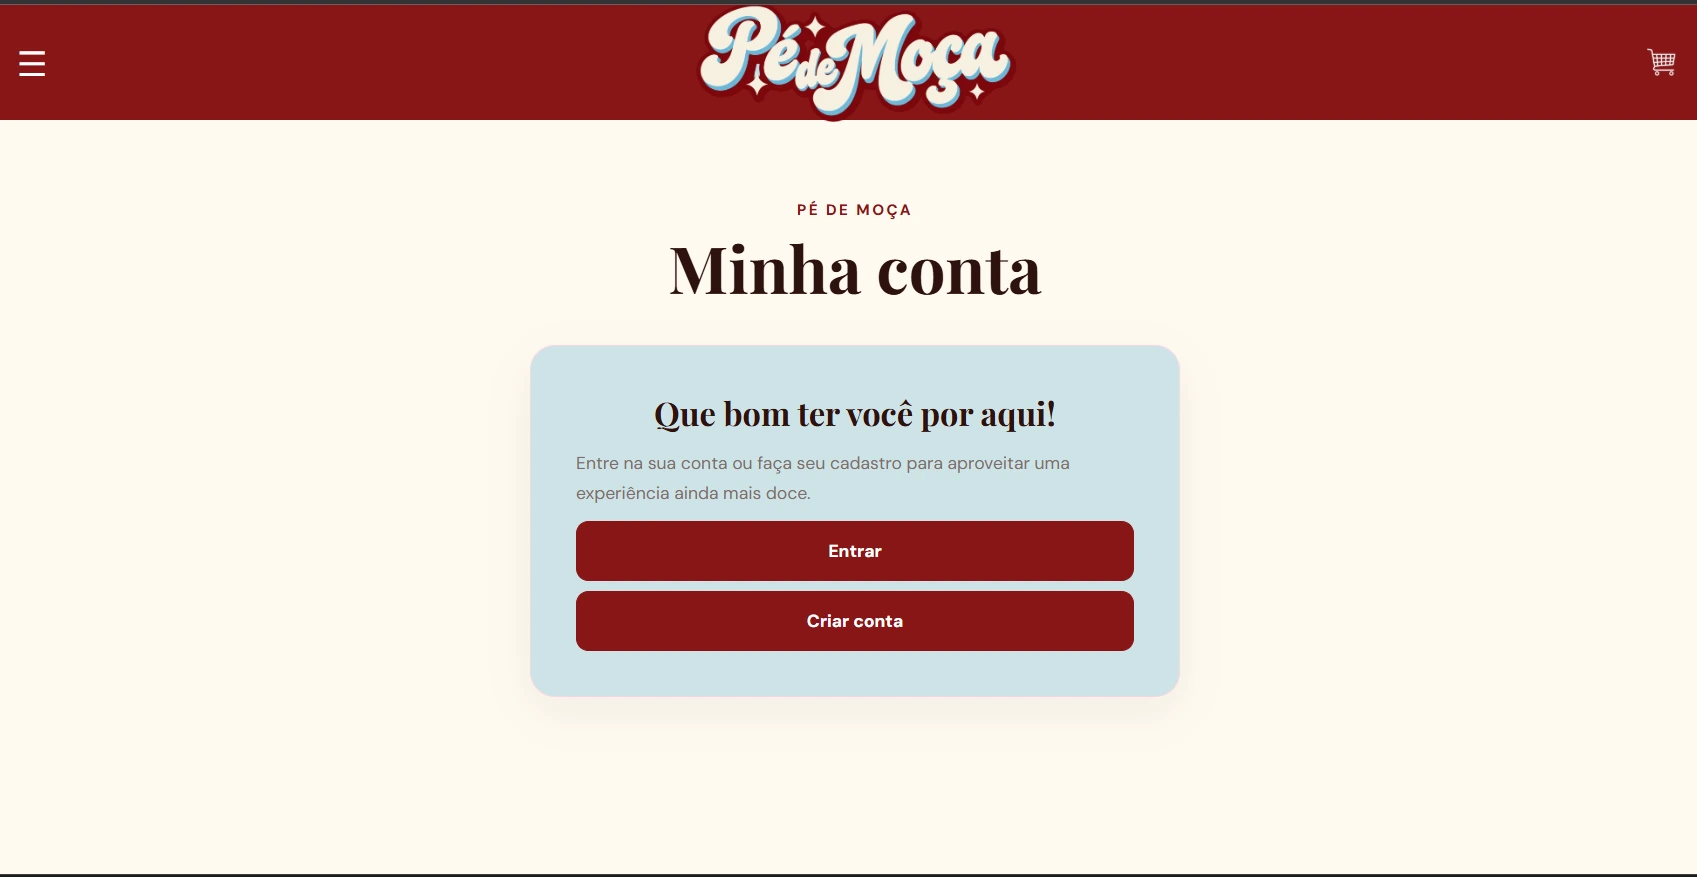 Pé de Moça
PÉ DE MOÇA
Minha conta
Que bom ter você por aqui!
Entre na sua conta ou faça seu cadastro para aproveitar uma
experiência ainda mais doce.
Entrar
Criar conta